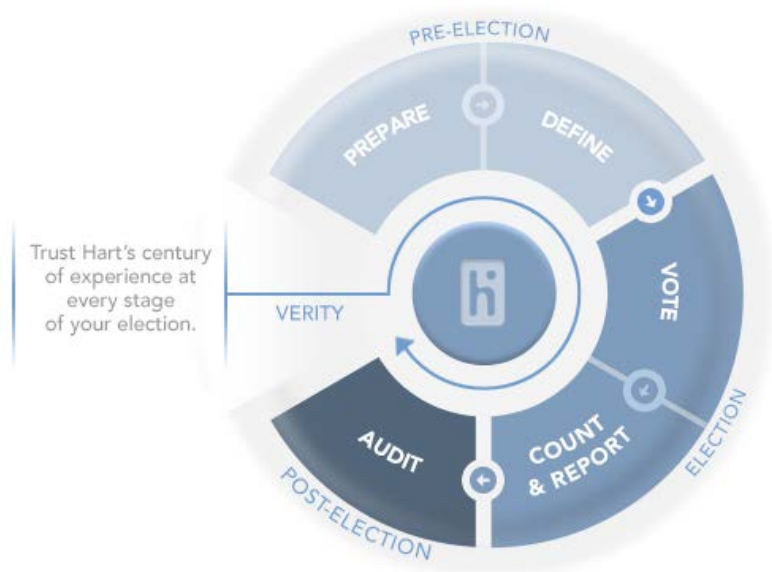 PRE-ELECTION
PREPARE
DEFINE
VOTE
Trust Hart's century
of experience at
every stage
of your election.
VERITY
hi
COUNT
& REPORT
ELECTION
AUDIT
POST-ELECTION